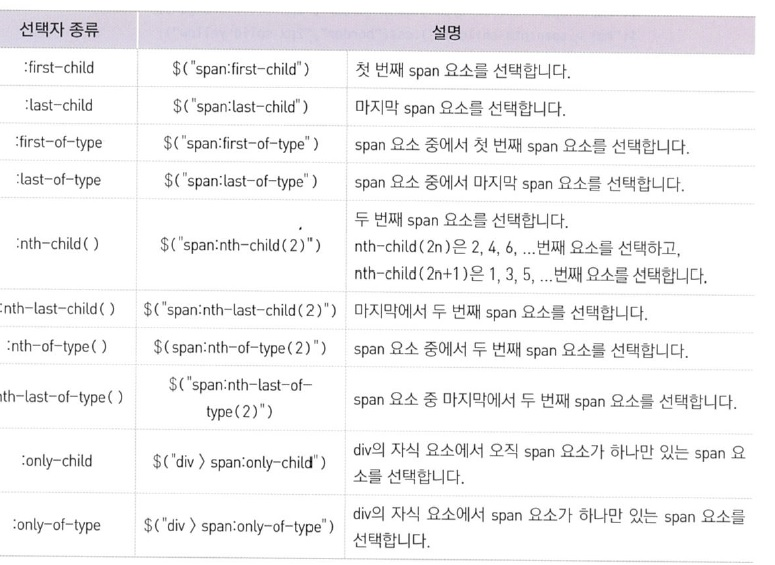 선택자 종류 설명
:first-child $("span:first-child") 첫 번째 span 요소를 선택합니다.
:last-child $("span:last-child") 마지막 span 요소를 선택합니다.
:first-of-type $("span:first-of-type") span 요소 중에서 첫 번째 span 요소를 선택합니다.
:last-of-type $("span:last-of-type") span 요소 중에서 마지막 span 요소를 선택합니다.
:nth-child( ) $("span:nth-child(2)") 두 번째 span 요소를 선택합니다.
nth-child(2n)은 2, 4, 6, ...번째 요소를 선택하고,
nth-child(2n+1)은 1, 3, 5, ...번째 요소를 선택합니다.
:nth-last-child( ) $("span:nth-last-child(2)") 마지막에서 두 번째 span 요소를 선택합니다.
:nth-of-type( ) $(span:nth-of-type(2)") span 요소 중에서 두 번째 span 요소를 선택합니다.
nth-last-of-type( ) $("span:nth-last-of-
type(2)") span 요소 중 마지막에서 두 번째 span 요소를 선택합니다.
:only-child $("div > span:only-child") div의 자식 요소에서 오직 span 요소가 하나만 있는 span 요
소를 선택합니다.
:only-of-type $("div > span:only-of-type") div의 자식 요소에서 span 요소가 하나만 있는 span 요소를
선택합니다.